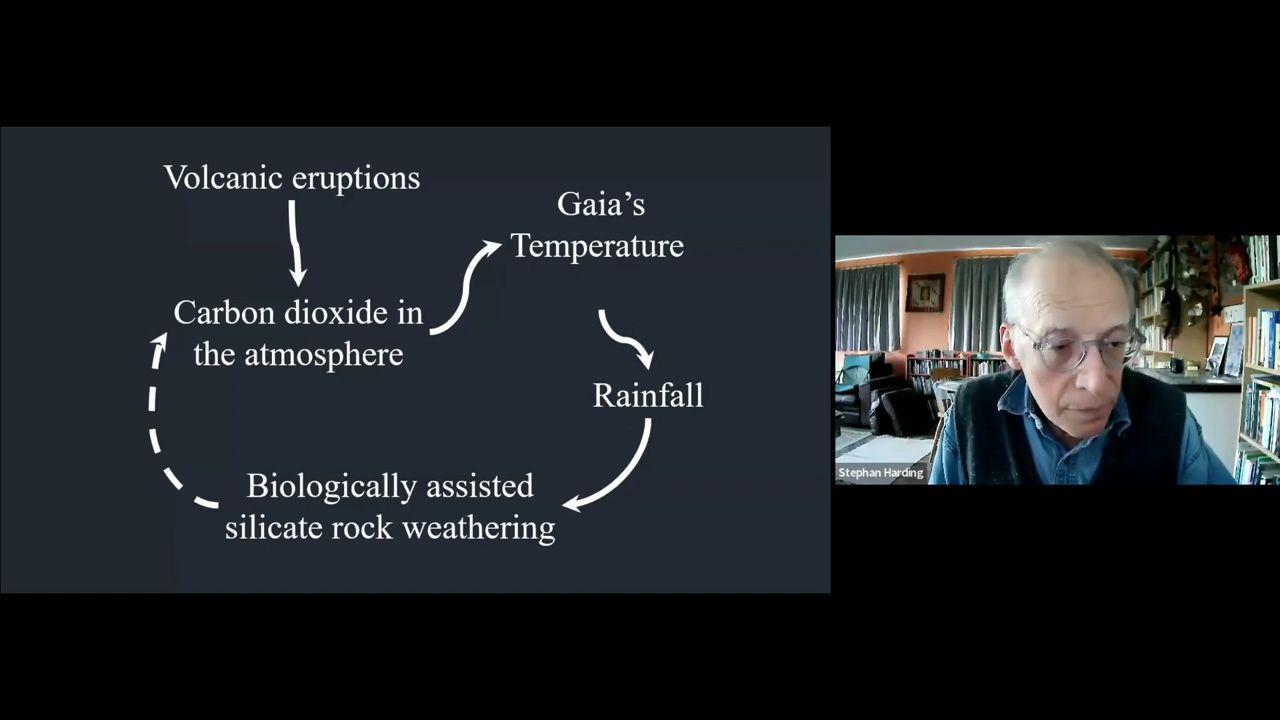 Volcanic eruptions
Gaia’s
Temperature
Carbon dioxide in
the atmosphere
Rainfall
Biologically assisted
silicate rock weathering
Stephan Harding